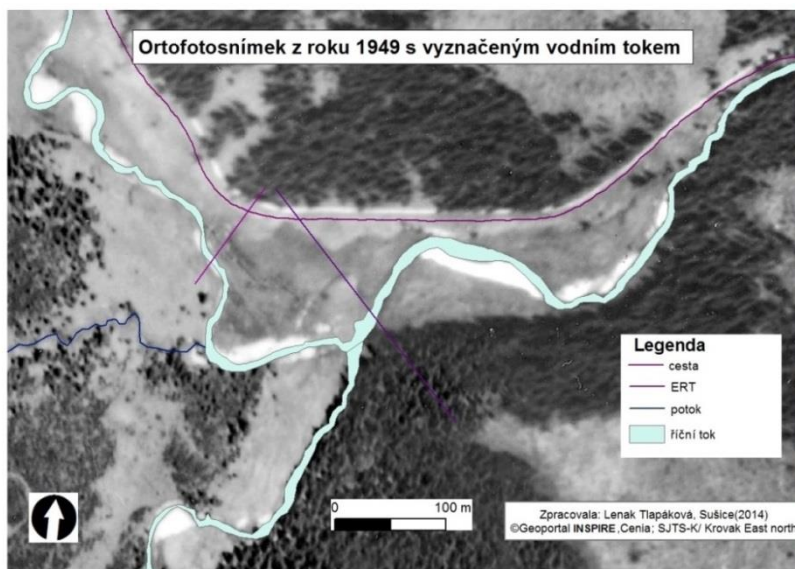 Ortofotosnímek z roku 1949 s vyznačeným vodním tokem
Legenda
cesta
ERT
potok
říční tok
0 100 m
Zpracovala: Lenak Tlapáková, Sušice(2014)
©Geoportal INSPIRE,Cenia; SJTS-K/ Krovak East north